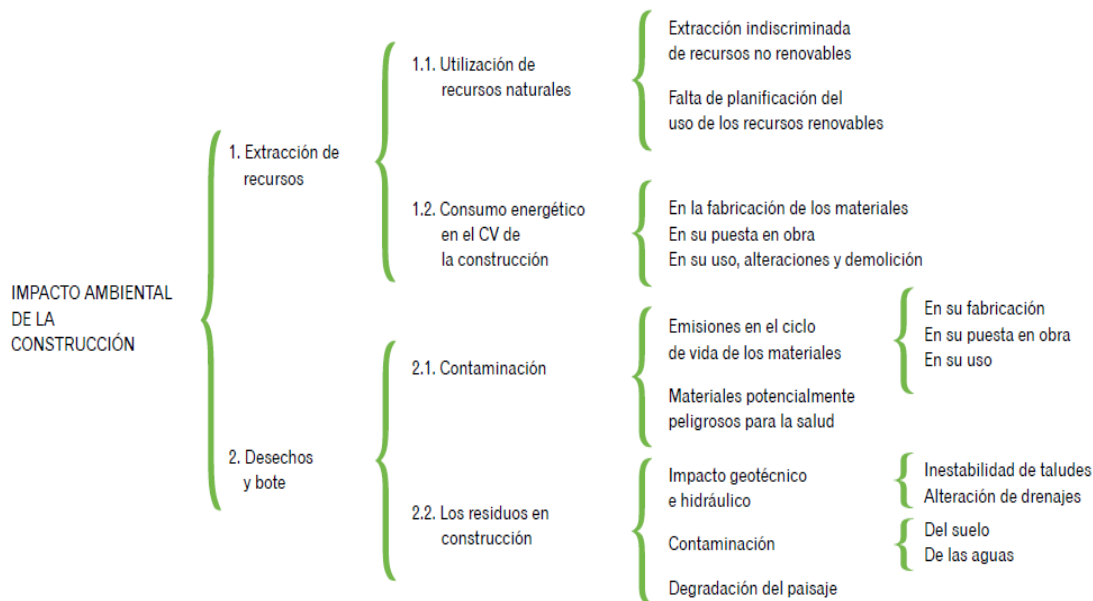 IMPACTO AMBIENTAL
DE LA
CONSTRUCCIÓN
1. Extracción de
recursos
1.1. Utilización de
recursos naturales
Extracción indiscriminada
de recursos no renovables
Falta de planificación del
uso de los recursos renovables
1.2. Consumo energético
en el CV de
la construcción
En la fabricación de los materiales
En su puesta en obra
En su uso, alteraciones y demolición
2. Desechos
y bote
2.1. Contaminación
Emisiones en el ciclo
de vida de los materiales
En su fabricación
En su puesta en obra
En su uso
Materiales potencialmente
peligrosos para la salud
2.2. Los residuos en
construcción
Impacto geotécnico
e hidráulico
Inestabilidad de taludes
Alteración de drenajes
Contaminación
Del suelo
De las aguas
Degradación del paisaje